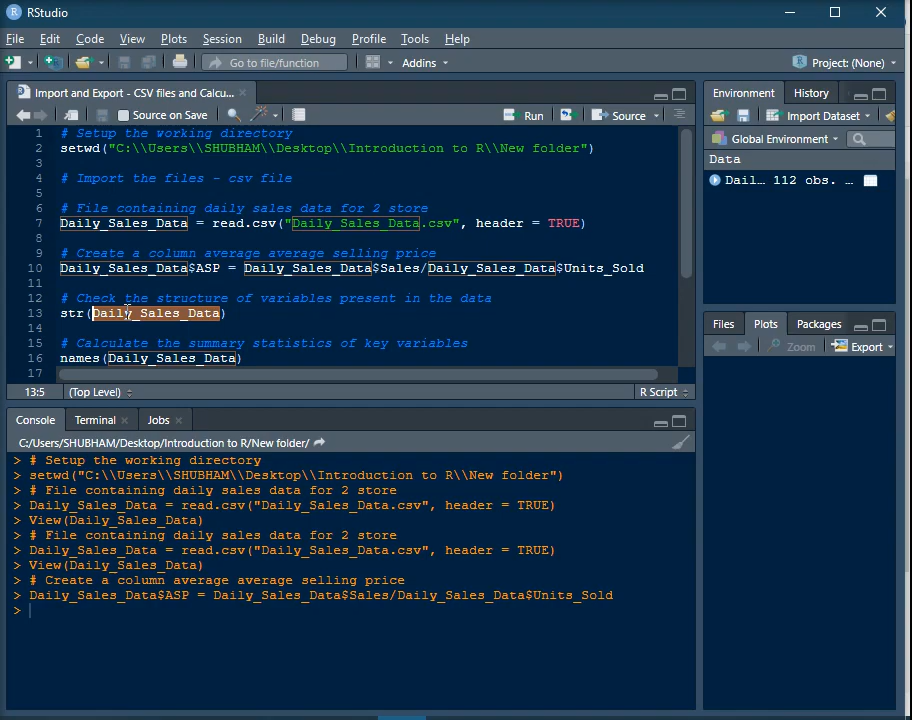 RStudio
File Edit Code View Plots Session Build Debug Profile Tools Help
Go to file/function Addins Project: (None)
Import and Export - CSV files and Calcu...
Source on Save Run Source
1 # Setup the working directory
2 setwd("C:\\Users\\SHUBHAM\\Desktop\\Introduction to R\\New folder")
3
4 # Import the files - csv file
5
6 # File containing daily sales data for 2 store
7 Daily_Sales_Data = read.csv("Daily_Sales_Data.csv", header = TRUE)
8
9 # Create a column average average selling price
10 Daily_Sales_Data$ASP = Daily_Sales_Data$Sales/Daily_Sales_Data$Units_Sold
11
12 # Check the structure of variables present in the data
13 str(Daily_Sales_Data)
14
15 # Calculate the summary statistics of key variables
16 names(Daily_Sales_Data)
17
13:5 (Top Level) R Script
Console Terminal Jobs
C:/Users/SHUBHAM/Desktop/Introduction to R/New folder/
> # Setup the working directory
> setwd("C:\\Users\\SHUBHAM\\Desktop\\Introduction to R\\New folder")
> # File containing daily sales data for 2 store
> Daily_Sales_Data = read.csv("Daily_Sales_Data.csv", header = TRUE)
> View(Daily_Sales_Data)
> # File containing daily sales data for 2 store
> Daily_Sales_Data = read.csv("Daily_Sales_Data.csv", header = TRUE)
> View(Daily_Sales_Data)
> # Create a column average average selling price
> Daily_Sales_Data$ASP = Daily_Sales_Data$Sales/Daily_Sales_Data$Units_Sold
>
Environment History
Import Dataset
Global Environment
Data
Dail... 112 obs. ...
Files Plots Packages
Zoom Export